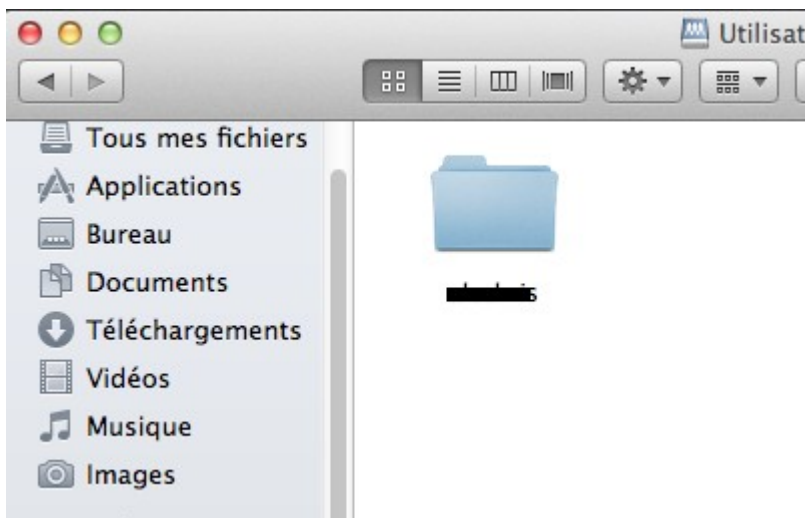 Utilisat
Tous mes fichiers
Applications
Bureau
Documents
Téléchargements
Vidéos
Musique
Images